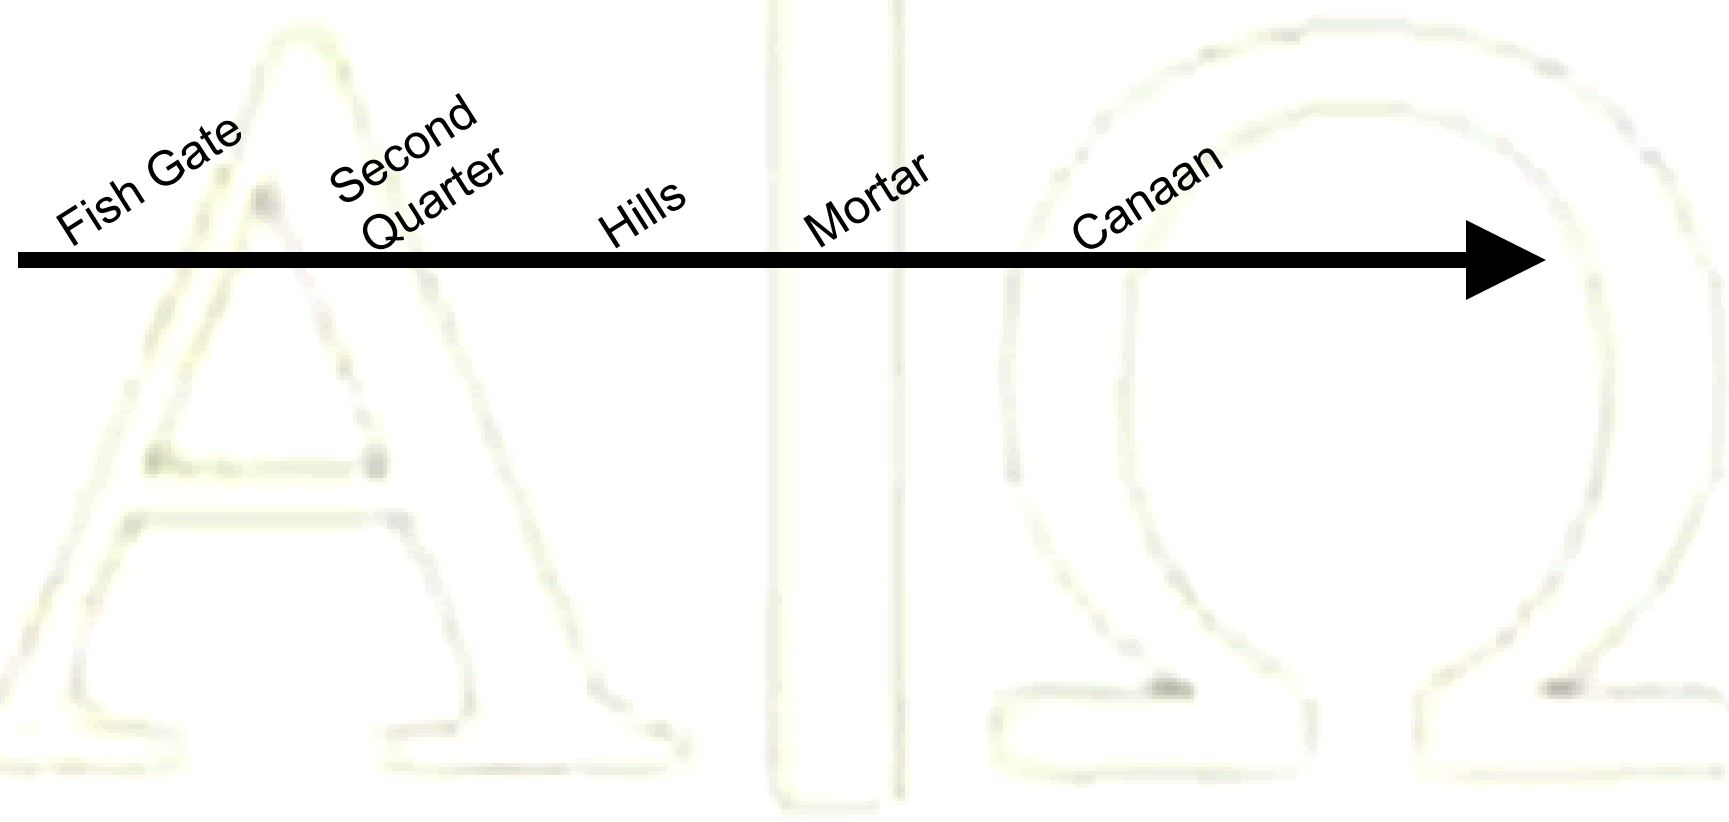 Fish Gate
Second
Quarter
Hills
Mortar
Canaan